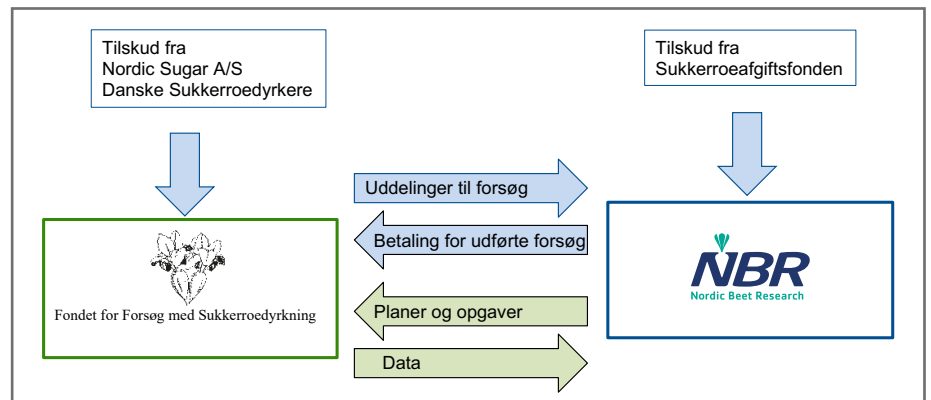 Tilskud fra
Nordic Sugar A/S
Danske Sukkerroedyrkere
Tilskud fra
Sukkerroeafgiftsfonden
Uddelinger til forsøg
Betaling for udførte forsøg
Fondet for Forsøg med Sukkerroedyrkning
NBR
Nordic Beet Research
Planer og opgaver
Data